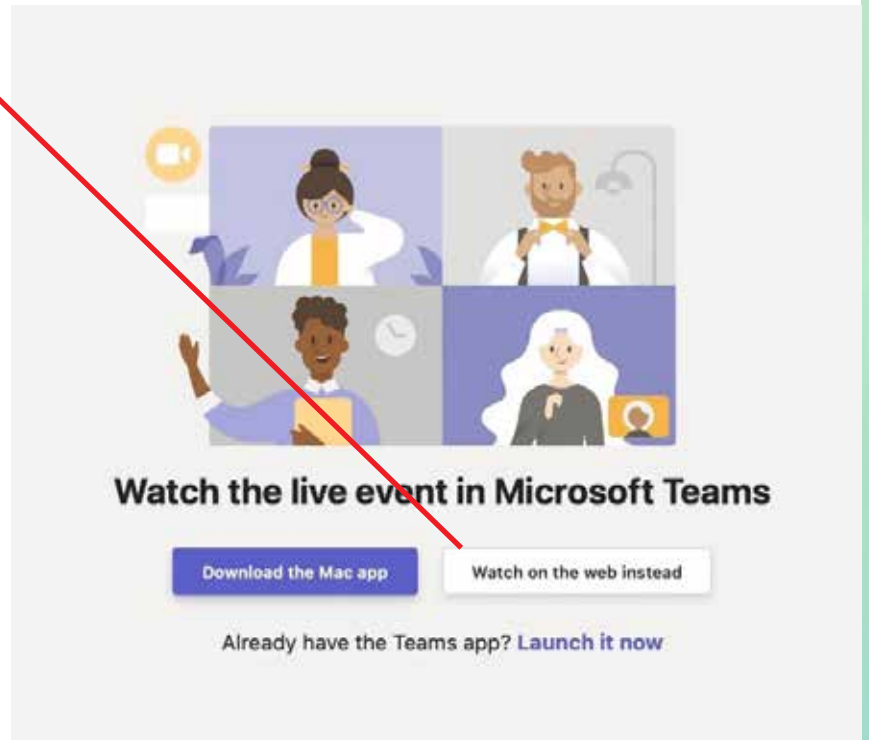 Watch the live event in Microsoft Teams
Download the Mac app
Watch on the web instead
Already have the Teams app? Launch it now